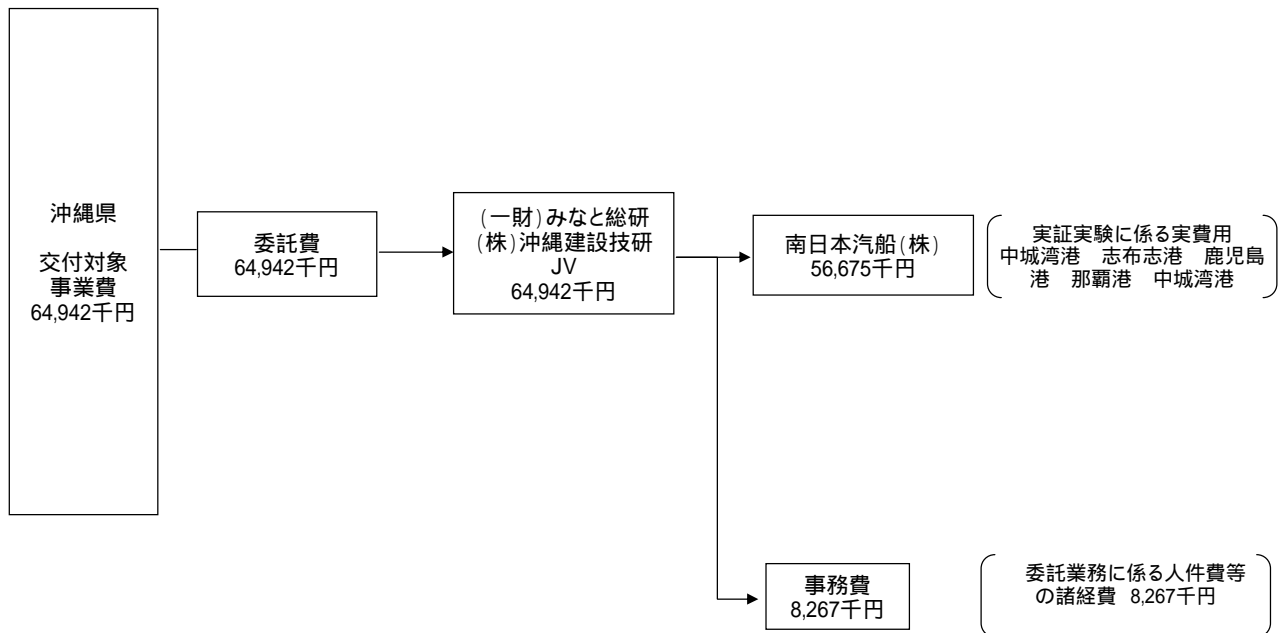 沖縄県
交付対象
事業費
64,942千円
委託費
64,942千円
(一財)みなと総研
(株)沖縄建設技研
JV
64,942千円
南日本汽船(株)
56,675千円
実証実験に係る実費用
中城湾港　志布志港　鹿児島
港　那覇港　中城湾港
事務費
8,267千円
委託業務に係る人件費等
の諸経費　8,267千円